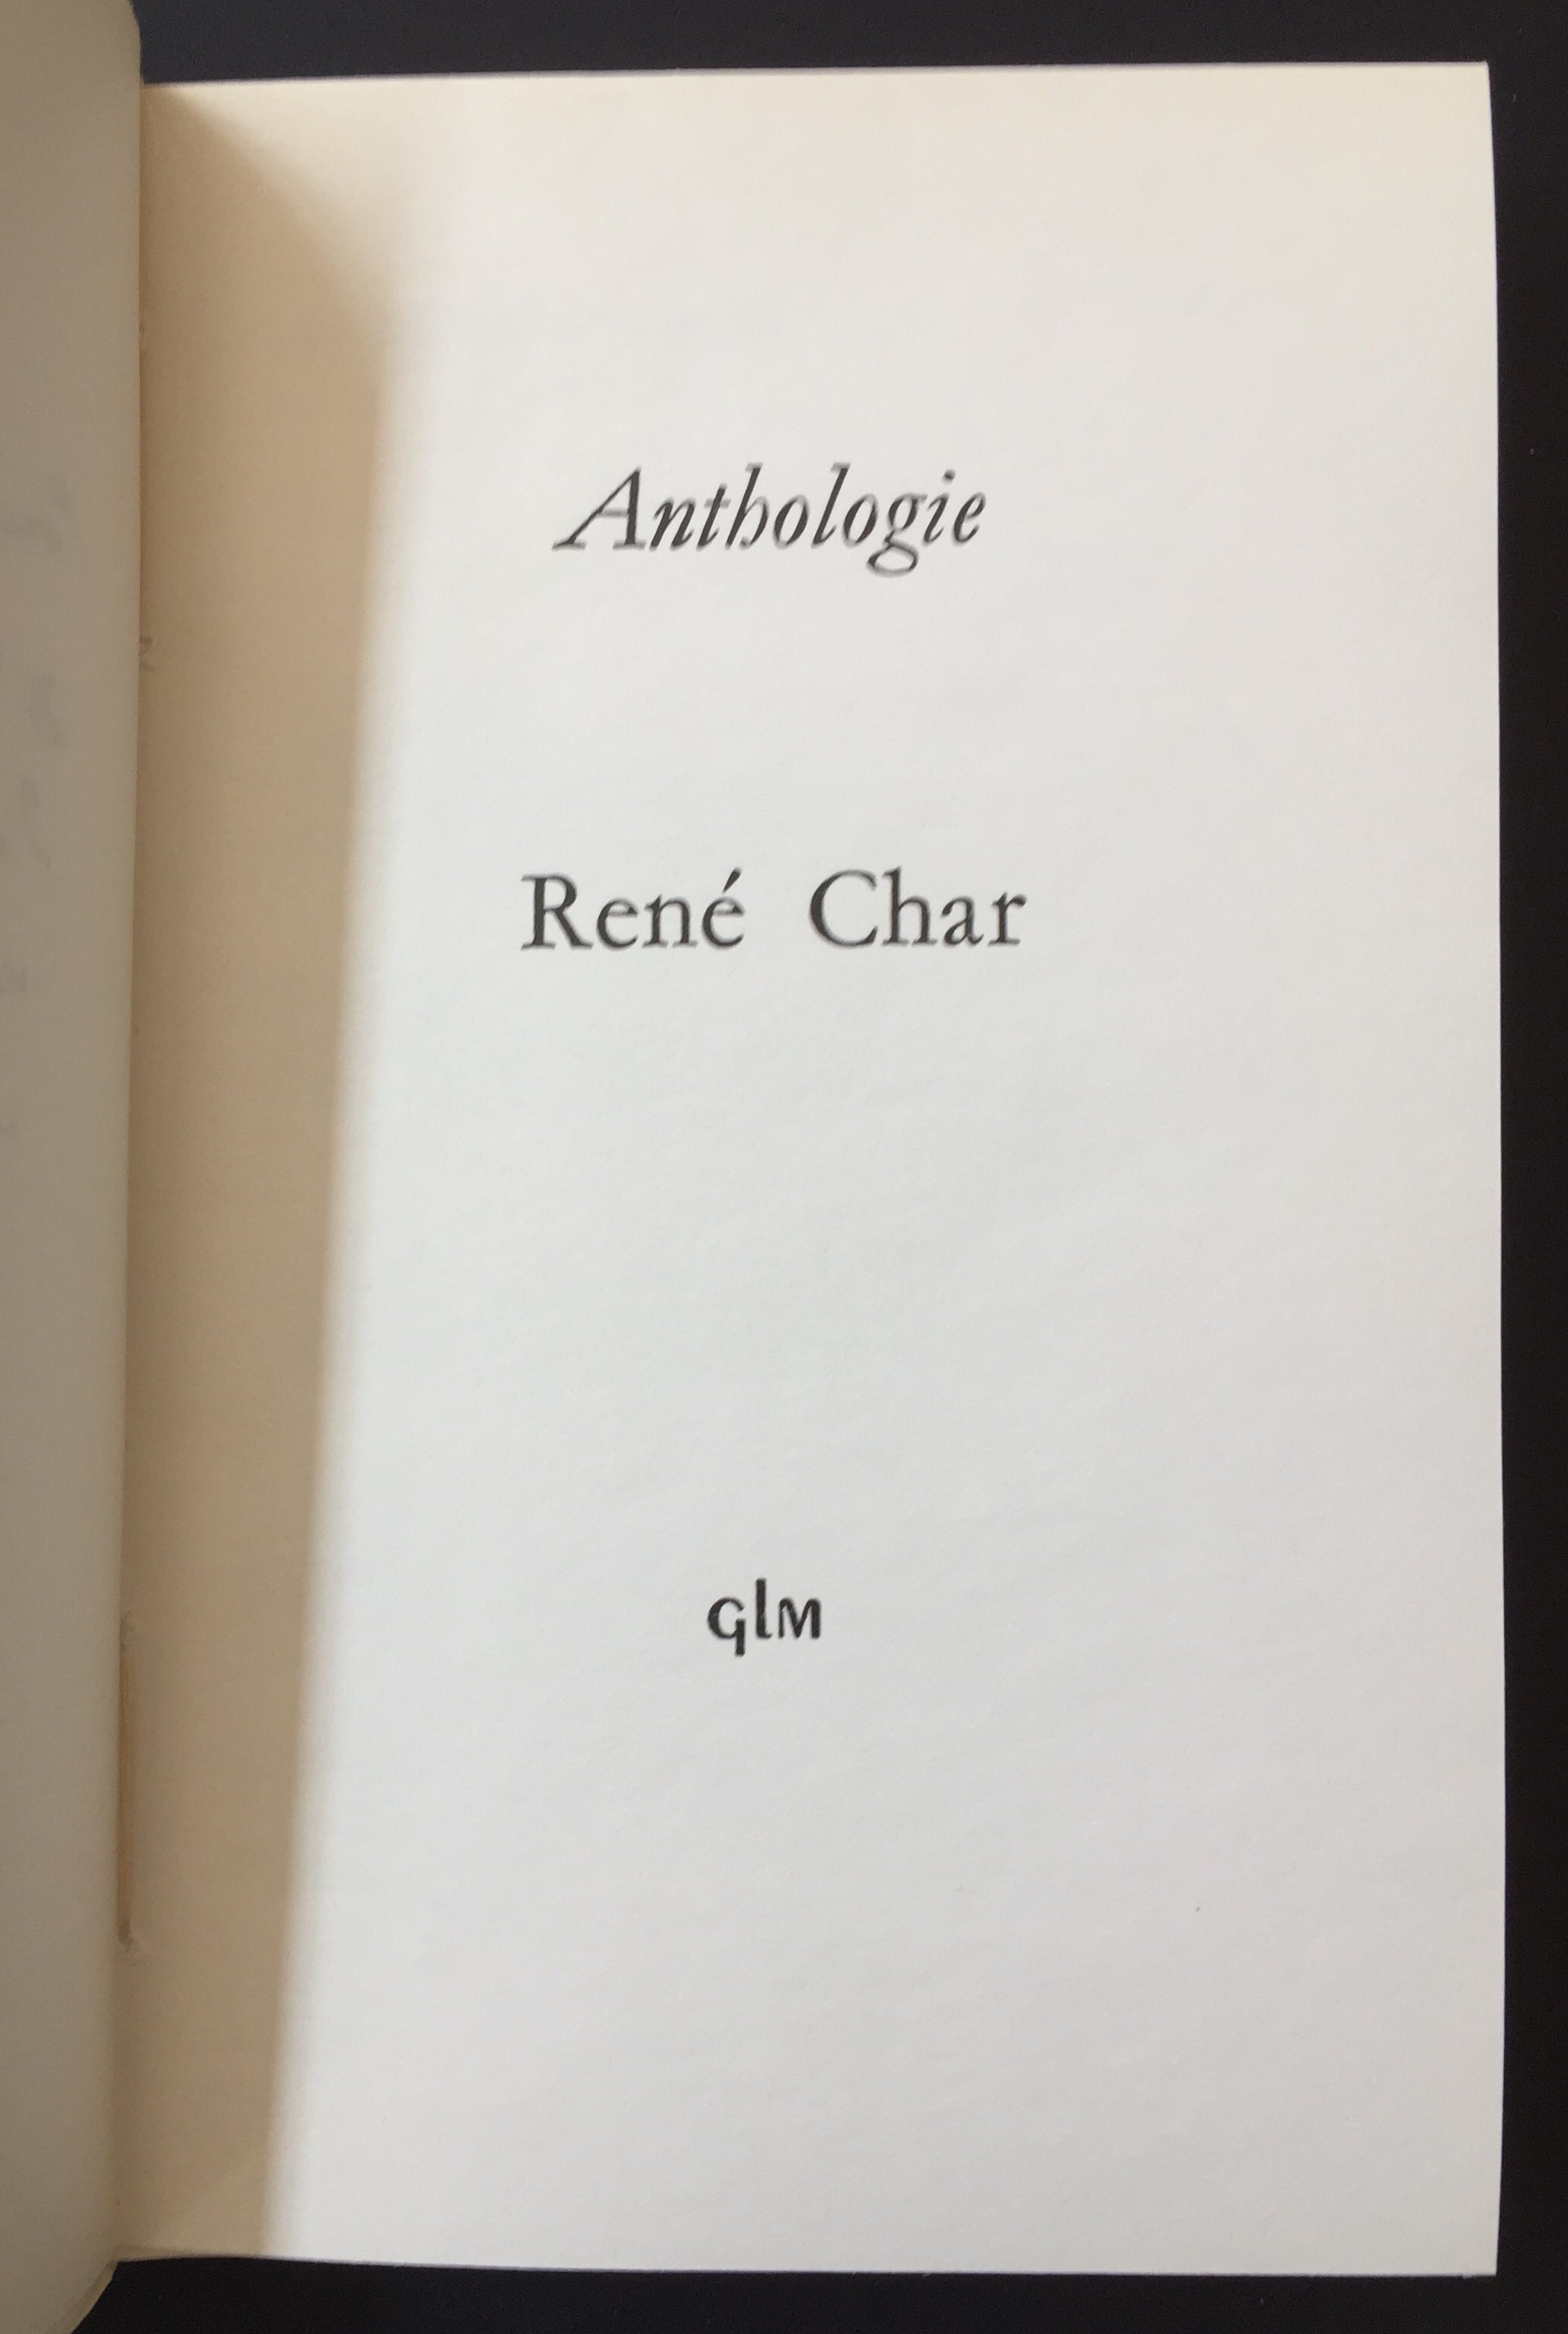 Anthologie
René Char
GLM